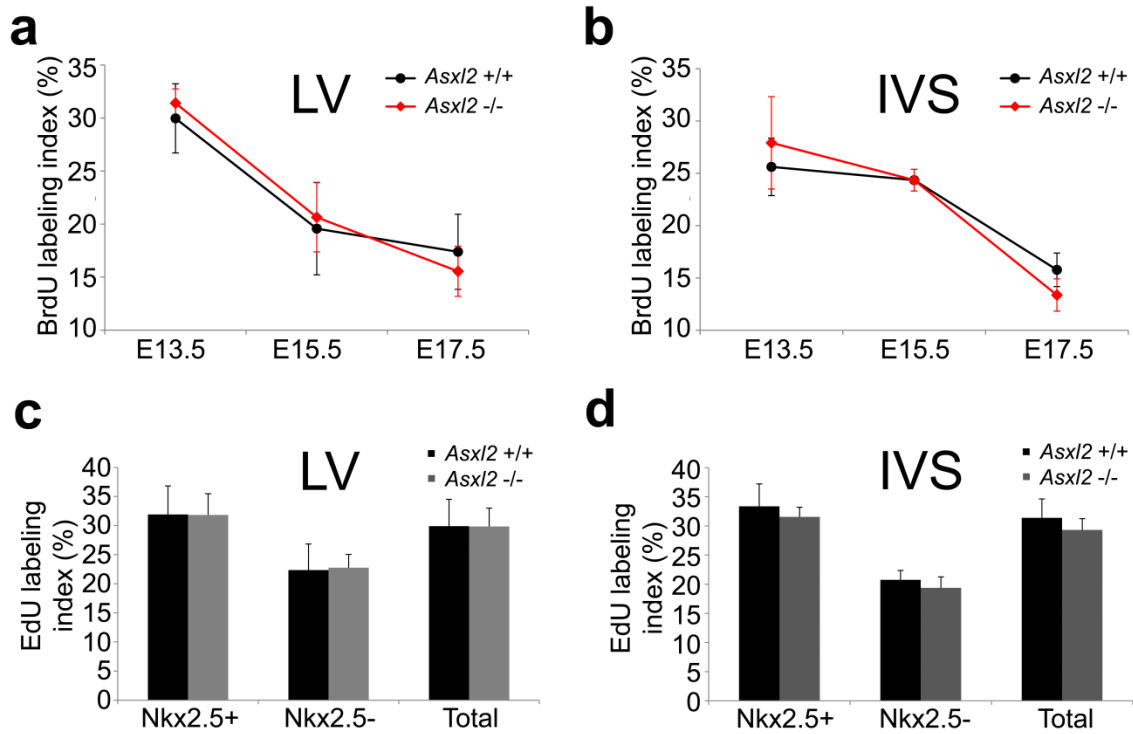 a
BrdU labeling index (%)
35
30
25
20
15
10
LV
Asxl2 +/+
Asxl2 -/-
E13.5 E15.5 E17.5
b
BrdU labeling index (%)
35
30
25
20
15
10
IVS
Asxl2 +/+
Asxl2 -/-
E13.5 E15.5 E17.5
c
EdU labeling
index (%)
40
35
30
25
20
15
10
5
0
LV
Asxl2 +/+
Asxl2 -/-
Nkx2.5+ Nkx2.5- Total
d
EdU labeling
index (%)
40
35
30
25
20
15
10
5
0
IVS
Asxl2 +/+
Asxl2 -/-
Nkx2.5+ Nkx2.5- Total